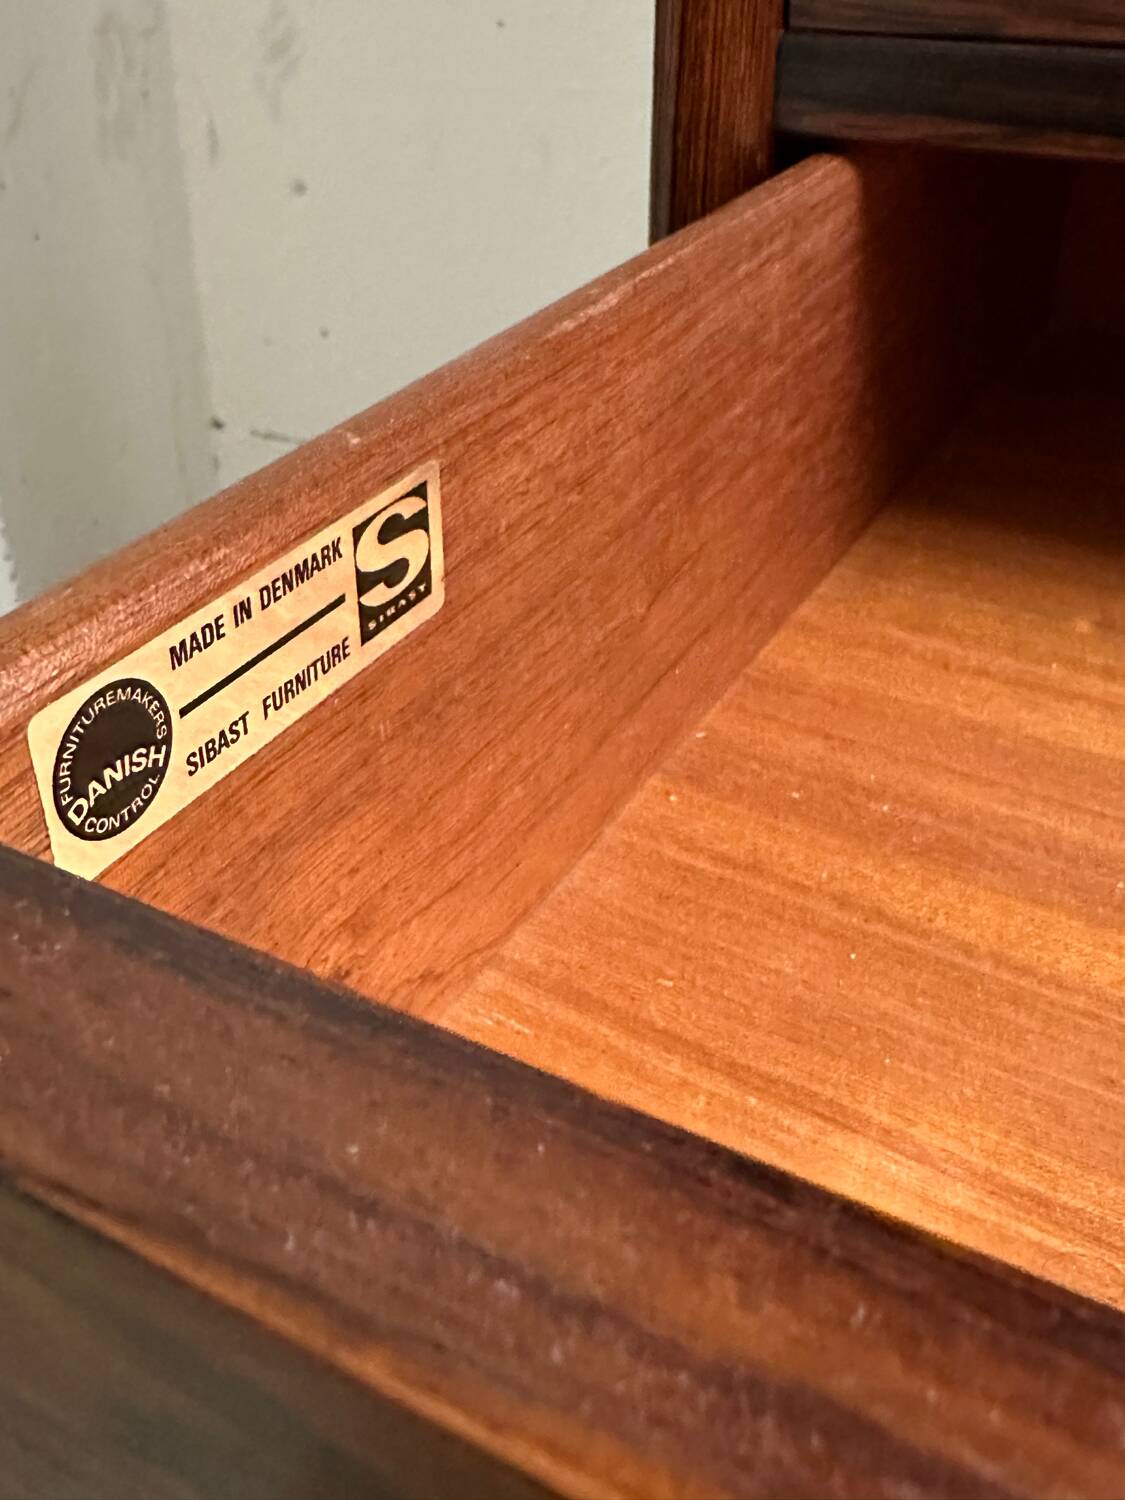 MADE IN DENMARK
SIBAST FURNITURE
S
SIBAST
FURNITUREMAKERS
DANISH
CONTROL